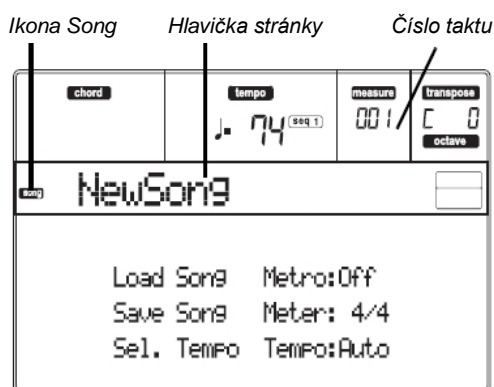 Ikona Song Hlavička stránky Číslo taktu
chord tempo measure transpose
♩= 74 seq 1 001 C 0
octave
song NewSong
Load Song Metro:Off
Save Song Meter: 4/4
Sel. Tempo Tempo:Auto